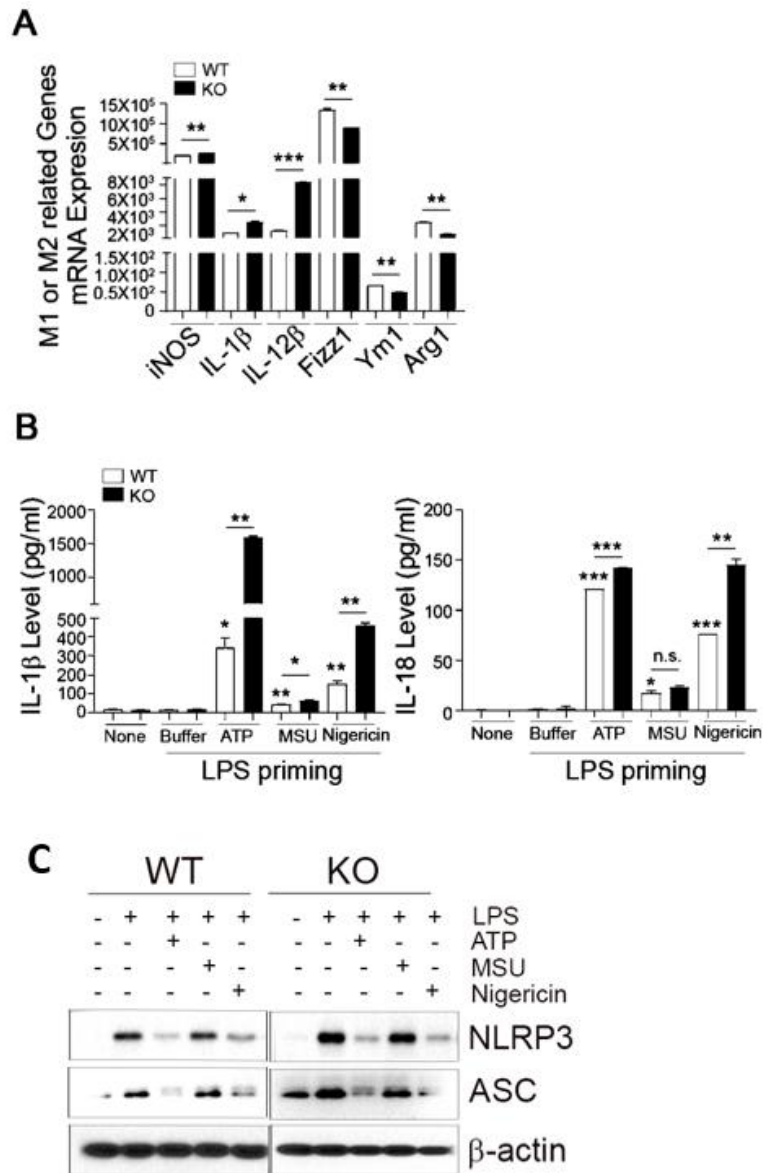 A
WT
KO
M1 or M2 related Genes
mRNA Expresion
15X10⁵
10X10⁵
5X10⁵
8X10³
6X10³
4X10³
2X10³
2.0X10²
1.5X10²
1.0X10²
0.5X10²
0
** * *** ** ** **
iNOS IL-1β IL-12β Fizz1 Ym1 Arg1
B
WT
KO
IL-1β Level (pg/ml)
2000
1500
1000
500
400
300
200
100
0
* ** ** * ** **
None Buffer ATP MSU Nigericin
LPS priming
IL-18 Level (pg/ml)
200
150
100
50
0
*** *** * n.s. *** **
None Buffer ATP MSU Nigericin
LPS priming
C
WT KO
- + + + + - + + + + LPS
- - + - - - - + - - ATP
- - - + - - - - + - MSU
- - - - + - - - - + Nigericin
NLRP3
ASC
β-actin